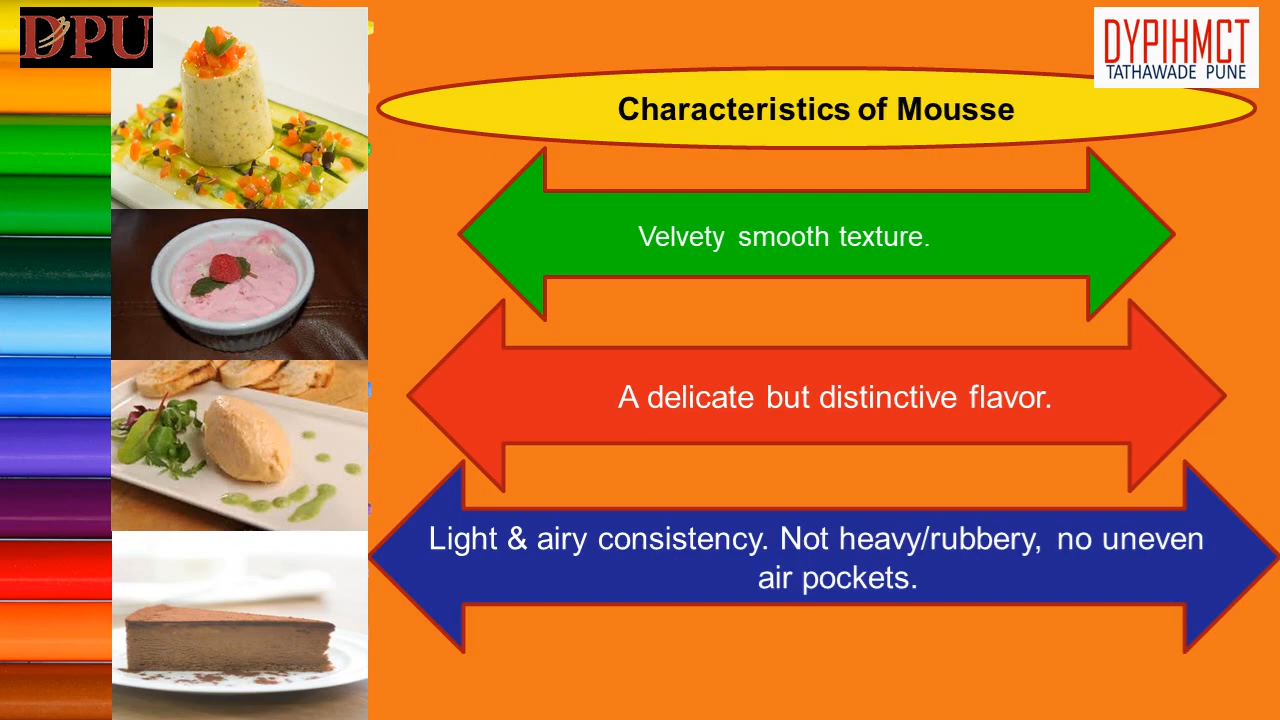 DPU
DYPIHMCT
TATHAWADE PUNE
Characteristics of Mousse
Velvety smooth texture.
A delicate but distinctive flavor.
Light & airy consistency. Not heavy/rubbery, no uneven
air pockets.